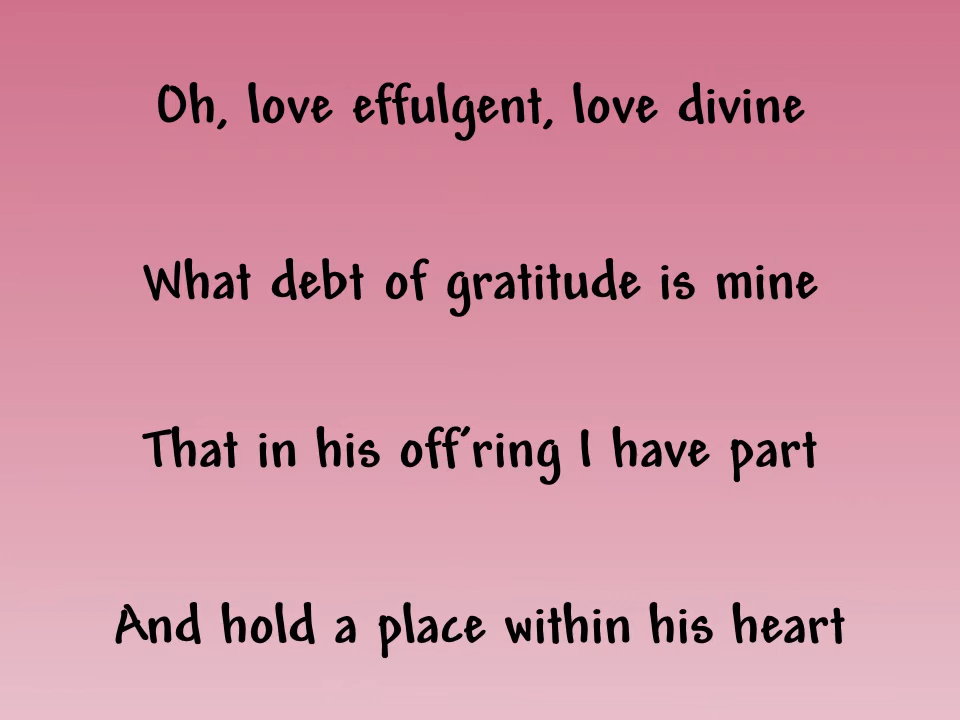 Oh, love effulgent, love divine
What debt of gratitude is mine
That in his off'ring I have part
And hold a place within his heart